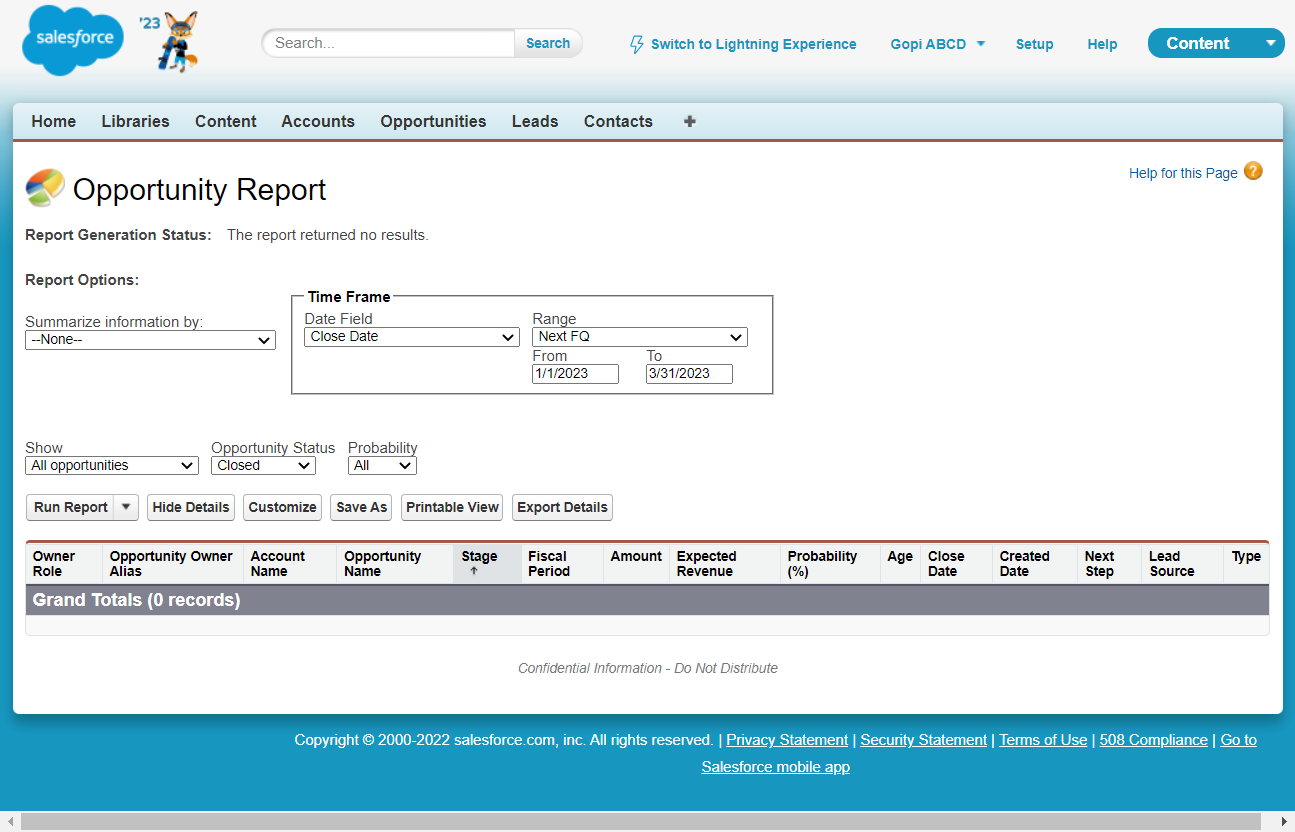 salesforce
'23
Search...
Search
Switch to Lightning Experience
Gopi ABCD
Setup
Help
Content
Home
Libraries
Content
Accounts
Opportunities
Leads
Contacts
Opportunity Report
Help for this Page
Report Generation Status: The report returned no results.
Report Options:
Summarize information by:
--None--
Time Frame
Date Field
Close Date
Range
Next FQ
From
To
1/1/2023
3/31/2023
Show
All opportunities
Opportunity Status
Closed
Probability
All
Run Report
Hide Details
Customize
Save As
Printable View
Export Details
Owner Role
Opportunity Owner Alias
Account Name
Opportunity Name
Stage
Fiscal Period
Amount
Expected Revenue
Probability (%)
Age
Close Date
Created Date
Next Step
Lead Source
Type
Grand Totals (0 records)
Confidential Information - Do Not Distribute
Copyright © 2000-2022 salesforce.com, inc. All rights reserved. | Privacy Statement | Security Statement | Terms of Use | 508 Compliance | Go to
Salesforce mobile app